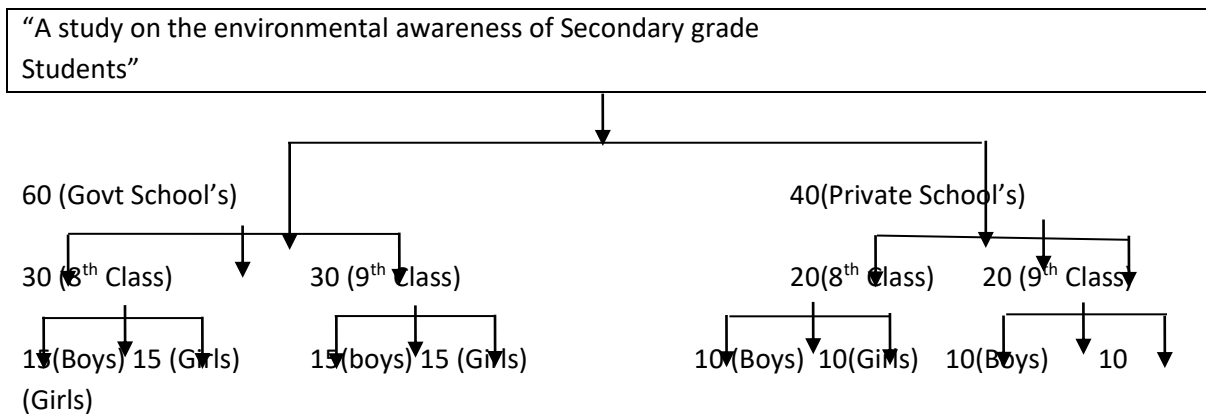 “A study on the environmental awareness of Secondary grade
Students”
60 (Govt School’s) 40(Private School’s)
30 (8th Class) 30 (9th Class) 20(8th Class) 20 (9th Class)
15(Boys) 15 (Girls) 15(boys) 15 (Girls) 10 (Boys) 10(Girls) 10(Boys) 10
(Girls)